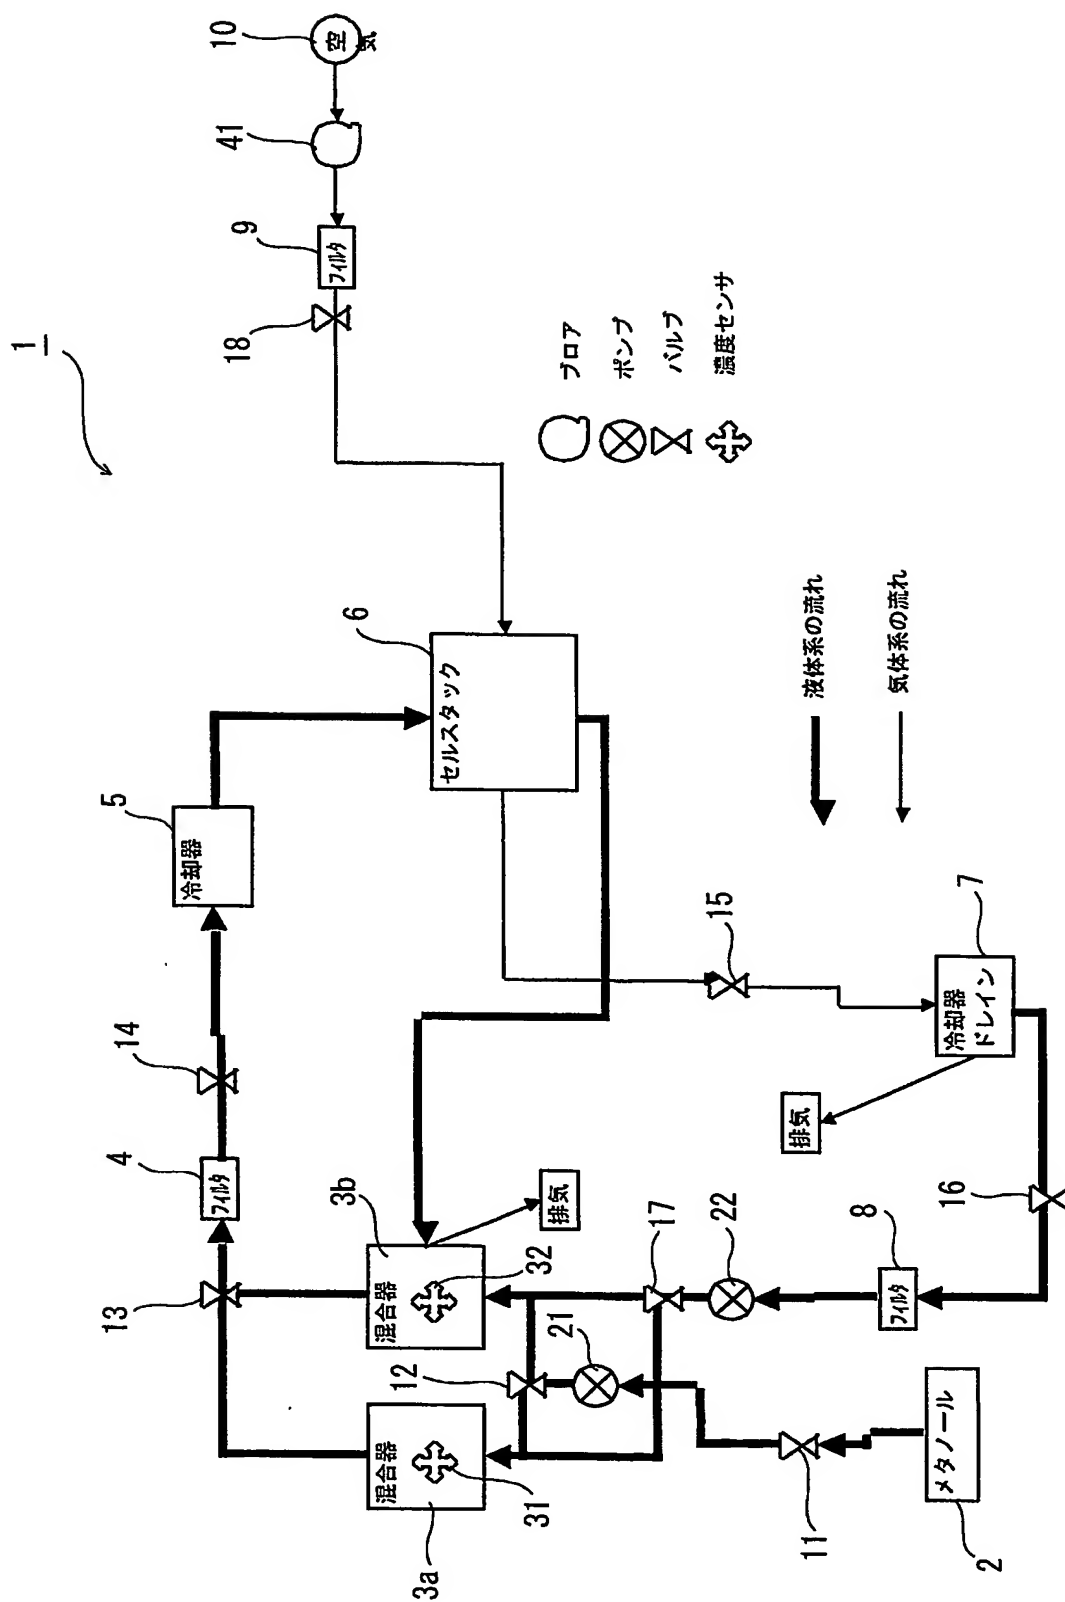 1
10
空
気
41
9
フィルタ
18
ブロア
ポンプ
バルブ
濃度センサ
6
セルスタック
5
冷却器
液体系の流れ
気体系の流れ
14
4
フィルタ
13
15
7
冷却器
ドレイン
排気
16
3b
混合器
32
排気
17
22
8
フィルタ
12
21
3a
混合器
31
11
メタノール
2